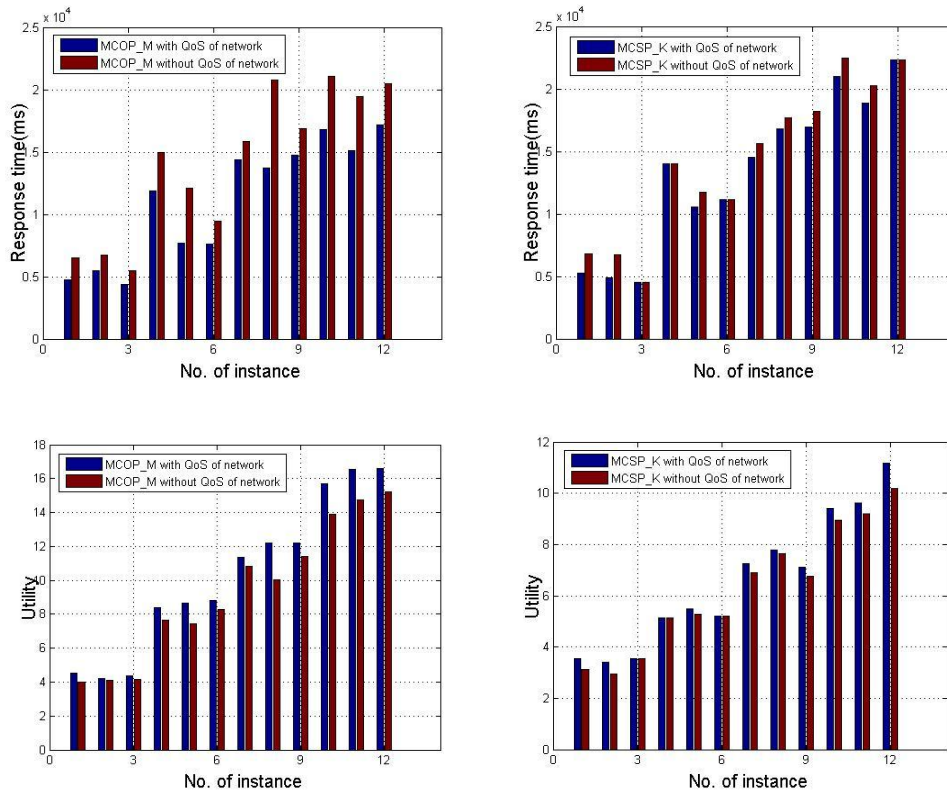 x 10⁴
2.5
2
1.5
1
0.5
0
Response time(ms)
MCOP_M with QoS of network
MCOP_M without QoS of network
0 3 6 9 12
No. of instance
x 10⁴
2.5
2
1.5
1
0.5
0
Response time(ms)
MCSP_K with QoS of network
MCSP_K without QoS of network
0 3 6 9 12
No. of instance
18
16
14
12
10
8
6
4
2
0
Utility
MCOP_M with QoS of network
MCOP_M without QoS of network
0 3 6 9 12
No. of instance
12
10
8
6
4
2
0
Utility
MCSP_K with QoS of network
MCSP_K without QoS of network
0 3 6 9 12
No. of instance